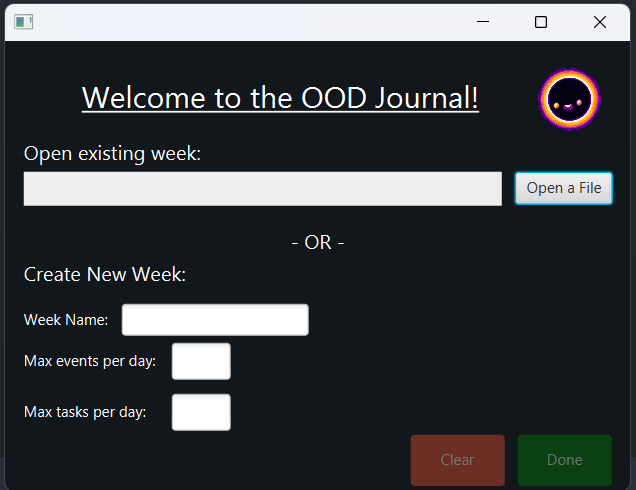 Welcome to the OOD Journal!
Open existing week:
Open a File
- OR -
Create New Week:
Week Name:
Max events per day:
Max tasks per day:
Clear
Done